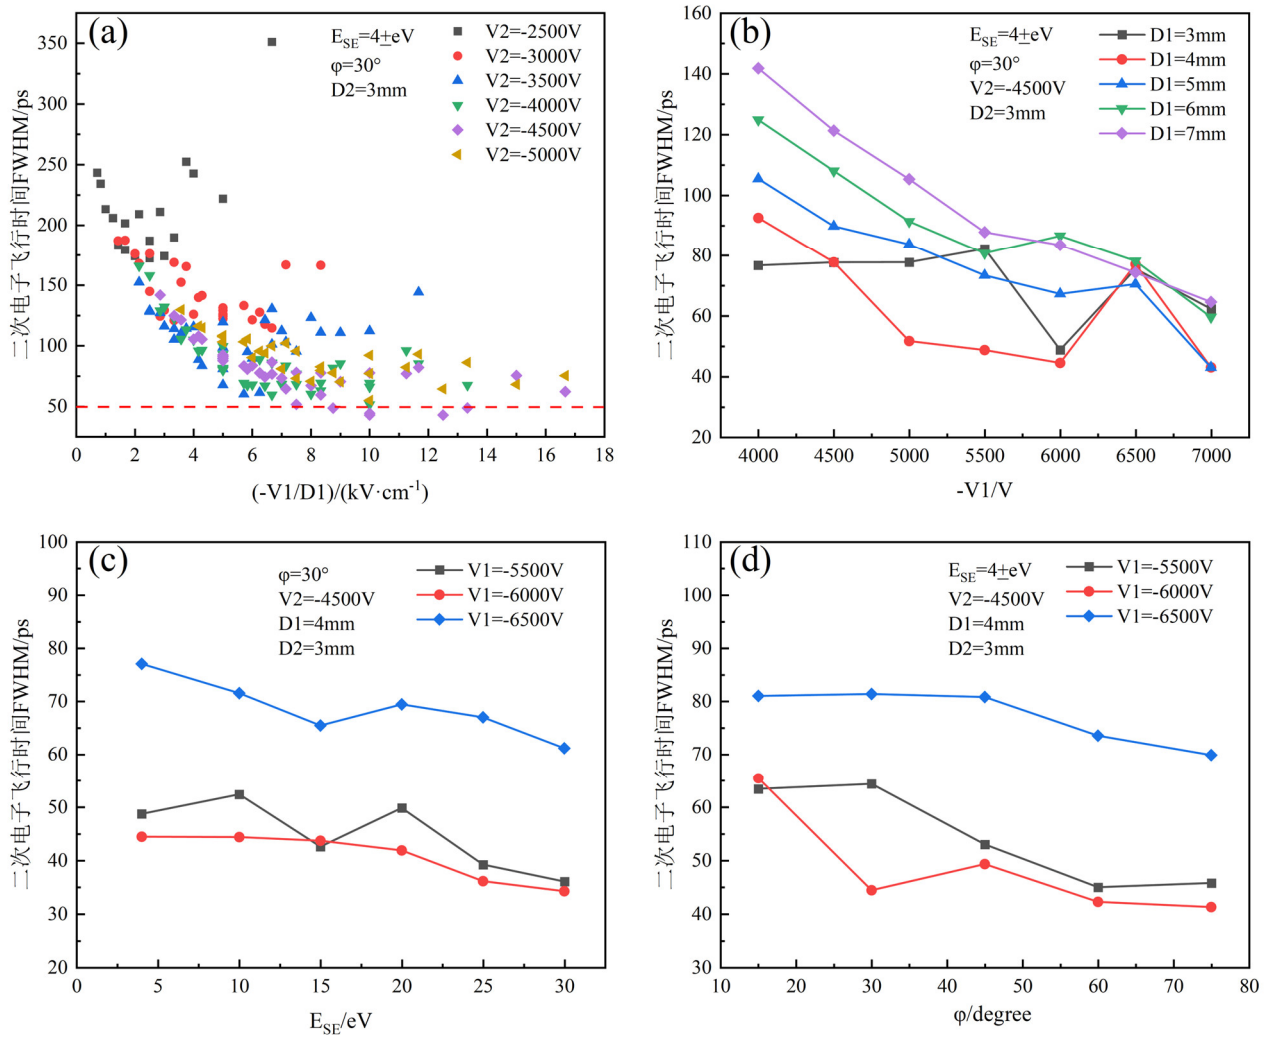 (a)
E_SE=4±eV
φ=30°
D2=3mm
V2=-2500V
V2=-3000V
V2=-3500V
V2=-4000V
V2=-4500V
V2=-5000V
二次电子飞行时间FWHM/ps
350
300
250
200
150
100
50
0 2 4 6 8 10 12 14 16 18
(-V1/D1)/(kV·cm⁻¹)
(b)
E_SE=4±eV
φ=30°
V2=-4500V
D2=3mm
D1=3mm
D1=4mm
D1=5mm
D1=6mm
D1=7mm
二次电子飞行时间FWHM/ps
160
140
120
100
80
60
40
20
4000 4500 5000 5500 6000 6500 7000
-V1/V
(c)
φ=30°
V2=-4500V
D1=4mm
D2=3mm
V1=-5500V
V1=-6000V
V1=-6500V
二次电子飞行时间FWHM/ps
100
90
80
70
60
50
40
30
20
0 5 10 15 20 25 30
E_SE/eV
(d)
E_SE=4±eV
V2=-4500V
D1=4mm
D2=3mm
V1=-5500V
V1=-6000V
V1=-6500V
二次电子飞行时间FWHM/ps
110
100
90
80
70
60
50
40
30
10 20 30 40 50 60 70 80
φ/degree